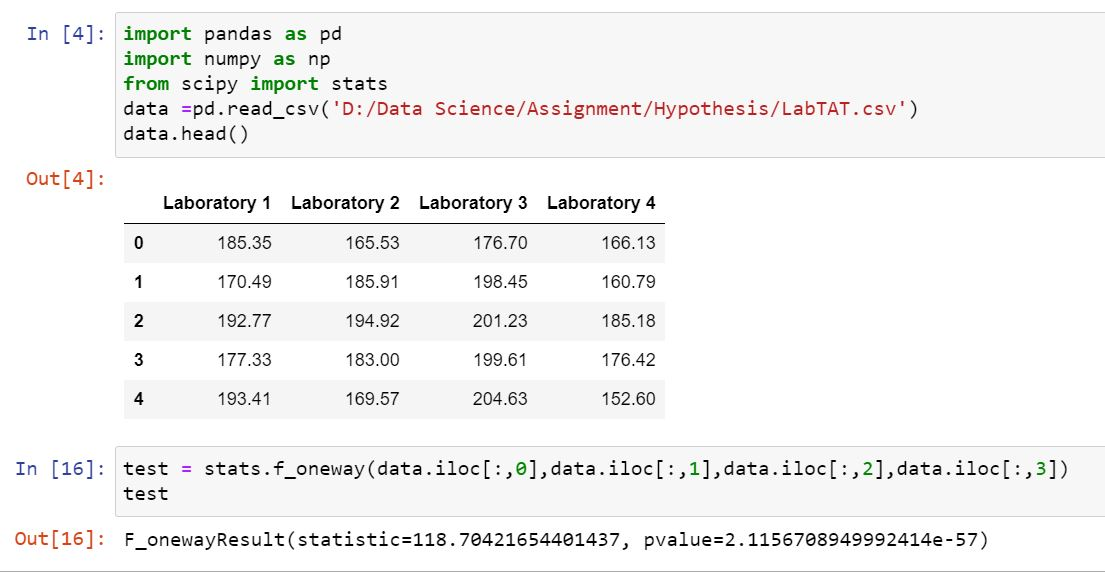 In [4]: import pandas as pd
import numpy as np
from scipy import stats
data =pd.read_csv('D:/Data Science/Assignment/Hypothesis/LabTAT.csv')
data.head()
Out[4]:
Laboratory 1 Laboratory 2 Laboratory 3 Laboratory 4
0 185.35 165.53 176.70 166.13
1 170.49 185.91 198.45 160.79
2 192.77 194.92 201.23 185.18
3 177.33 183.00 199.61 176.42
4 193.41 169.57 204.63 152.60
In [16]: test = stats.f_oneway(data.iloc[:,0],data.iloc[:,1],data.iloc[:,2],data.iloc[:,3])
test
Out[16]: F_onewayResult(statistic=118.70421654401437, pvalue=2.1156708949992414e-57)